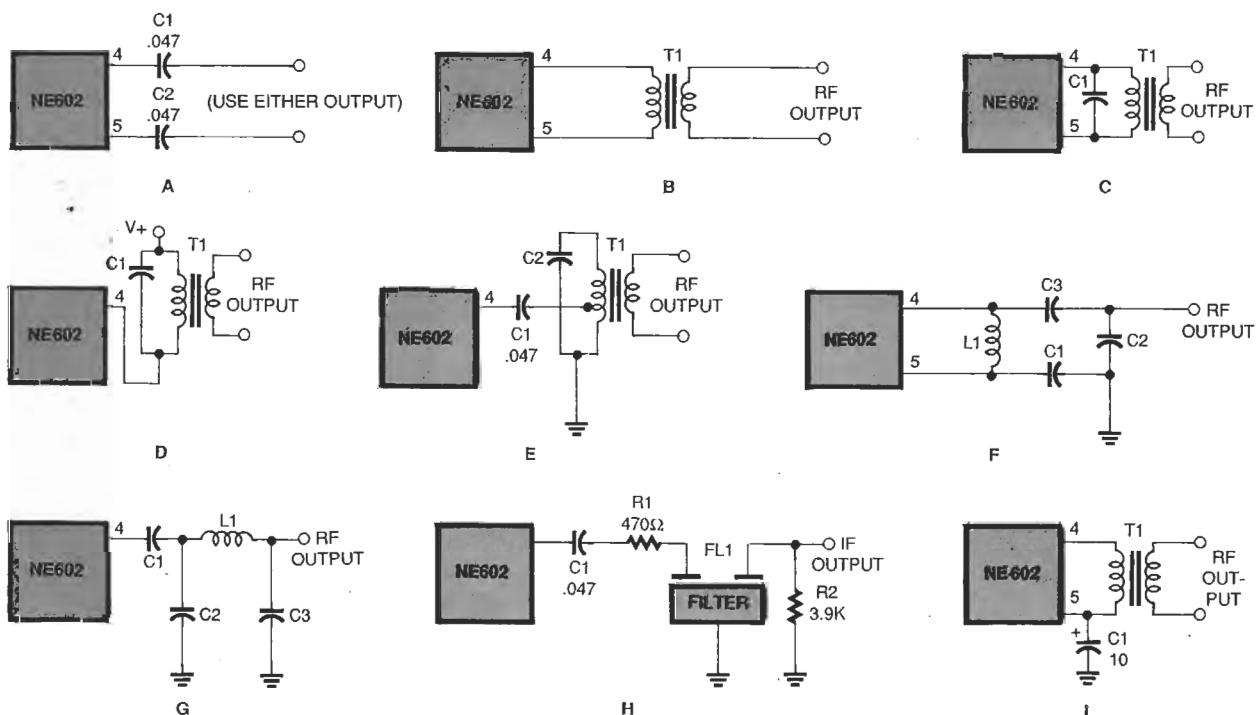 C1
.047
4
NE602
C2
.047
(USE EITHER OUTPUT)
5
A
4
T1
NE602
RF
OUTPUT
5
B
4
T1
C1
NE602
RF
OUTPUT
5
C
V+
T1
C1
4
RF
OUTPUT
NE602
D
T1
C2
4
RF
OUTPUT
C1
.047
NE602
E
4
C3
RF
OUTPUT
NE602
L1
C2
5
C1
F
4
L1
RF
OUTPUT
C1
NE602
C2
C3
G
R1
470Ω
FL1
IF
OUTPUT
NE602
C1
.047
FILTER
R2
3.9K
H
4
T1
NE602
RF
OUT-
PUT
5
+
C1
10
I